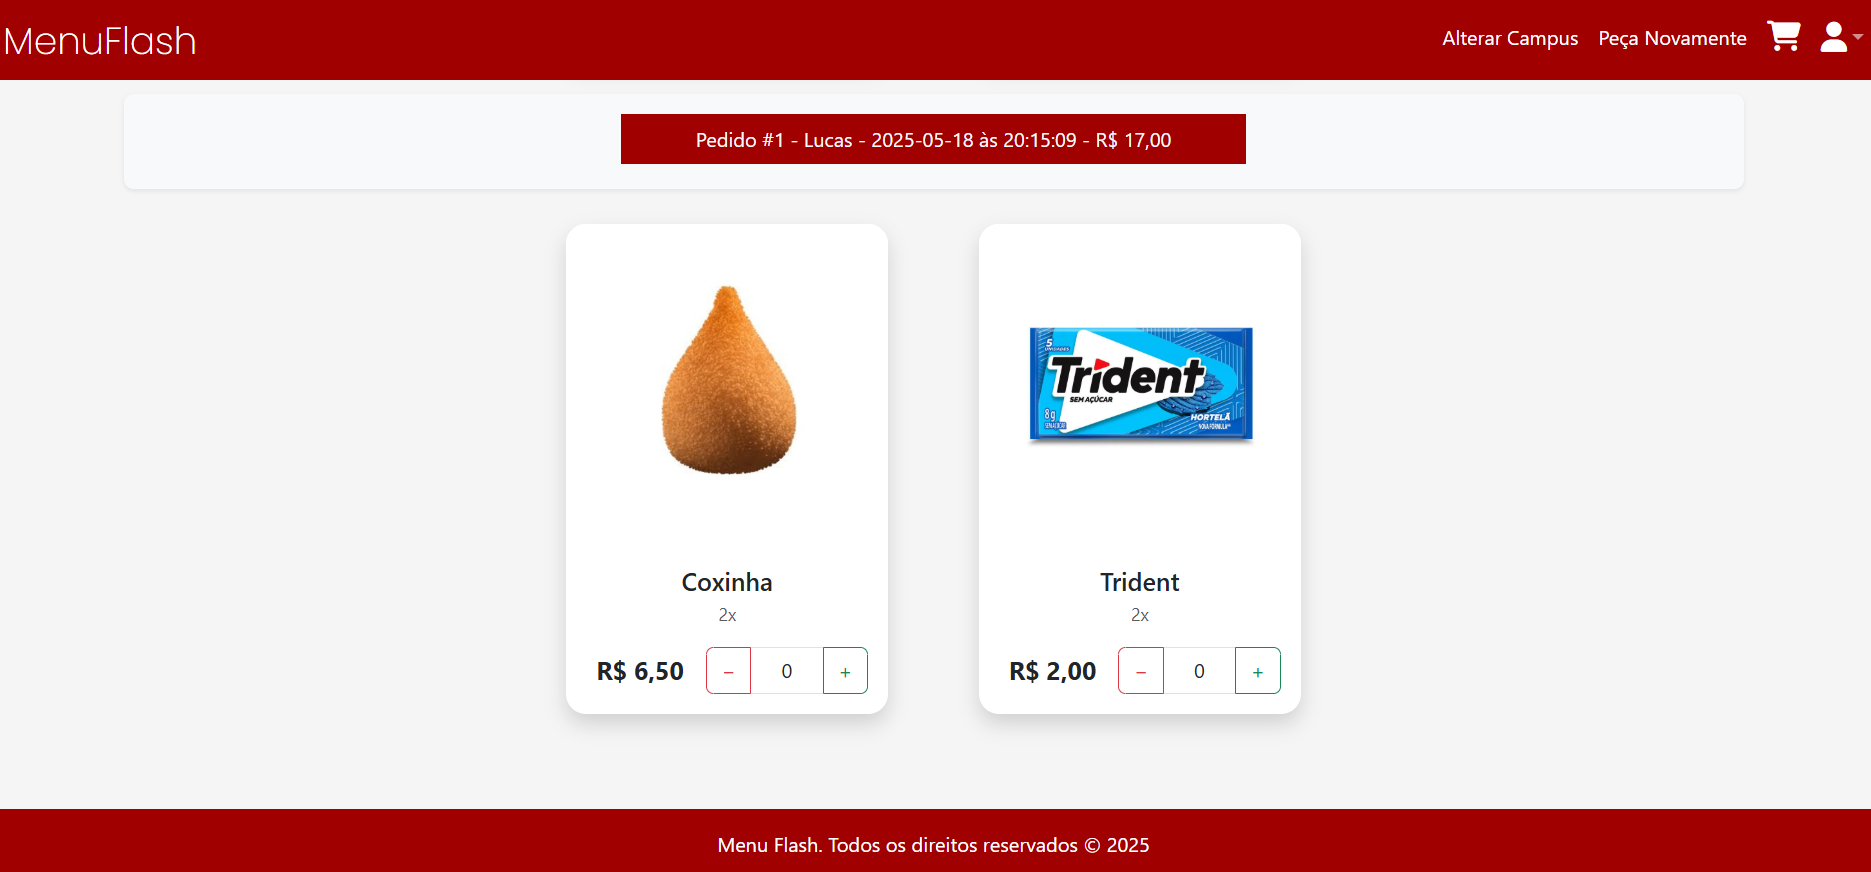 MenuFlash
Alterar Campus
Peça Novamente
Pedido #1 - Lucas - 2025-05-18 às 20:15:09 - R$ 17,00
5
UNIDADES
Trident
SEM AÇÚCAR
8g
HORTELÃ
NOVA FÓRMULA
Coxinha
2x
R$ 6,50
−
0
+
Trident
2x
R$ 2,00
−
0
+
Menu Flash. Todos os direitos reservados © 2025